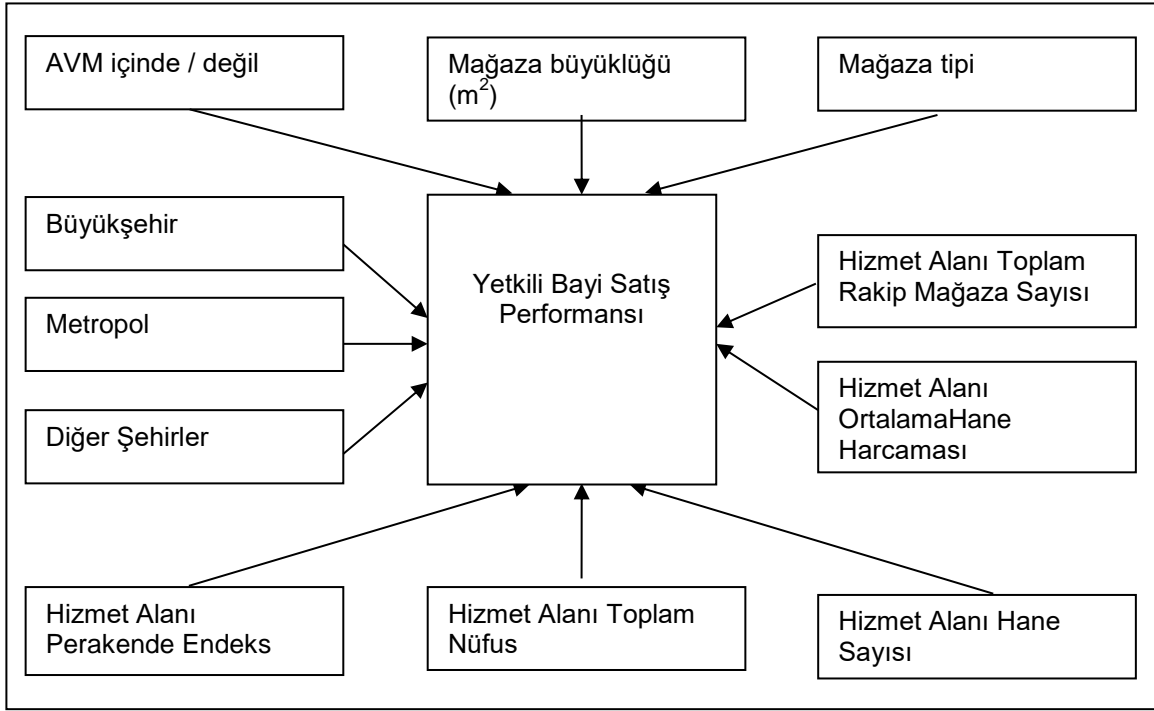 AVM içinde / değil
Mağaza büyüklüğü
(m²)
Mağaza tipi
Büyükşehir
Metropol
Diğer Şehirler
Yetkili Bayi Satış
Performansı
Hizmet Alanı Toplam
Rakip Mağaza Sayısı
Hizmet Alanı
OrtalamaHane
Harcaması
Hizmet Alanı
Perakende Endeks
Hizmet Alanı Toplam
Nüfus
Hizmet Alanı Hane
Sayısı